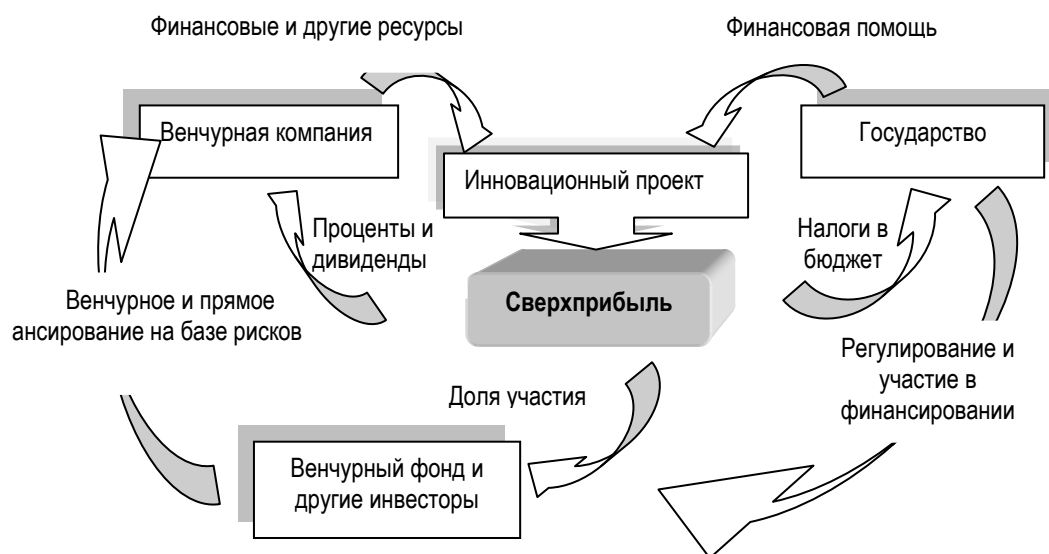 Финансовые и другие ресурсы
Финансовая помощь
Венчурная компания
Государство
Инновационный проект
Проценты и
дивиденды
Налоги в
бюджет
Сверхприбыль
Венчурное и прямое
ансирование на базе рисков
Регулирование и
участие в
финансировании
Доля участия
Венчурный фонд и
другие инвесторы